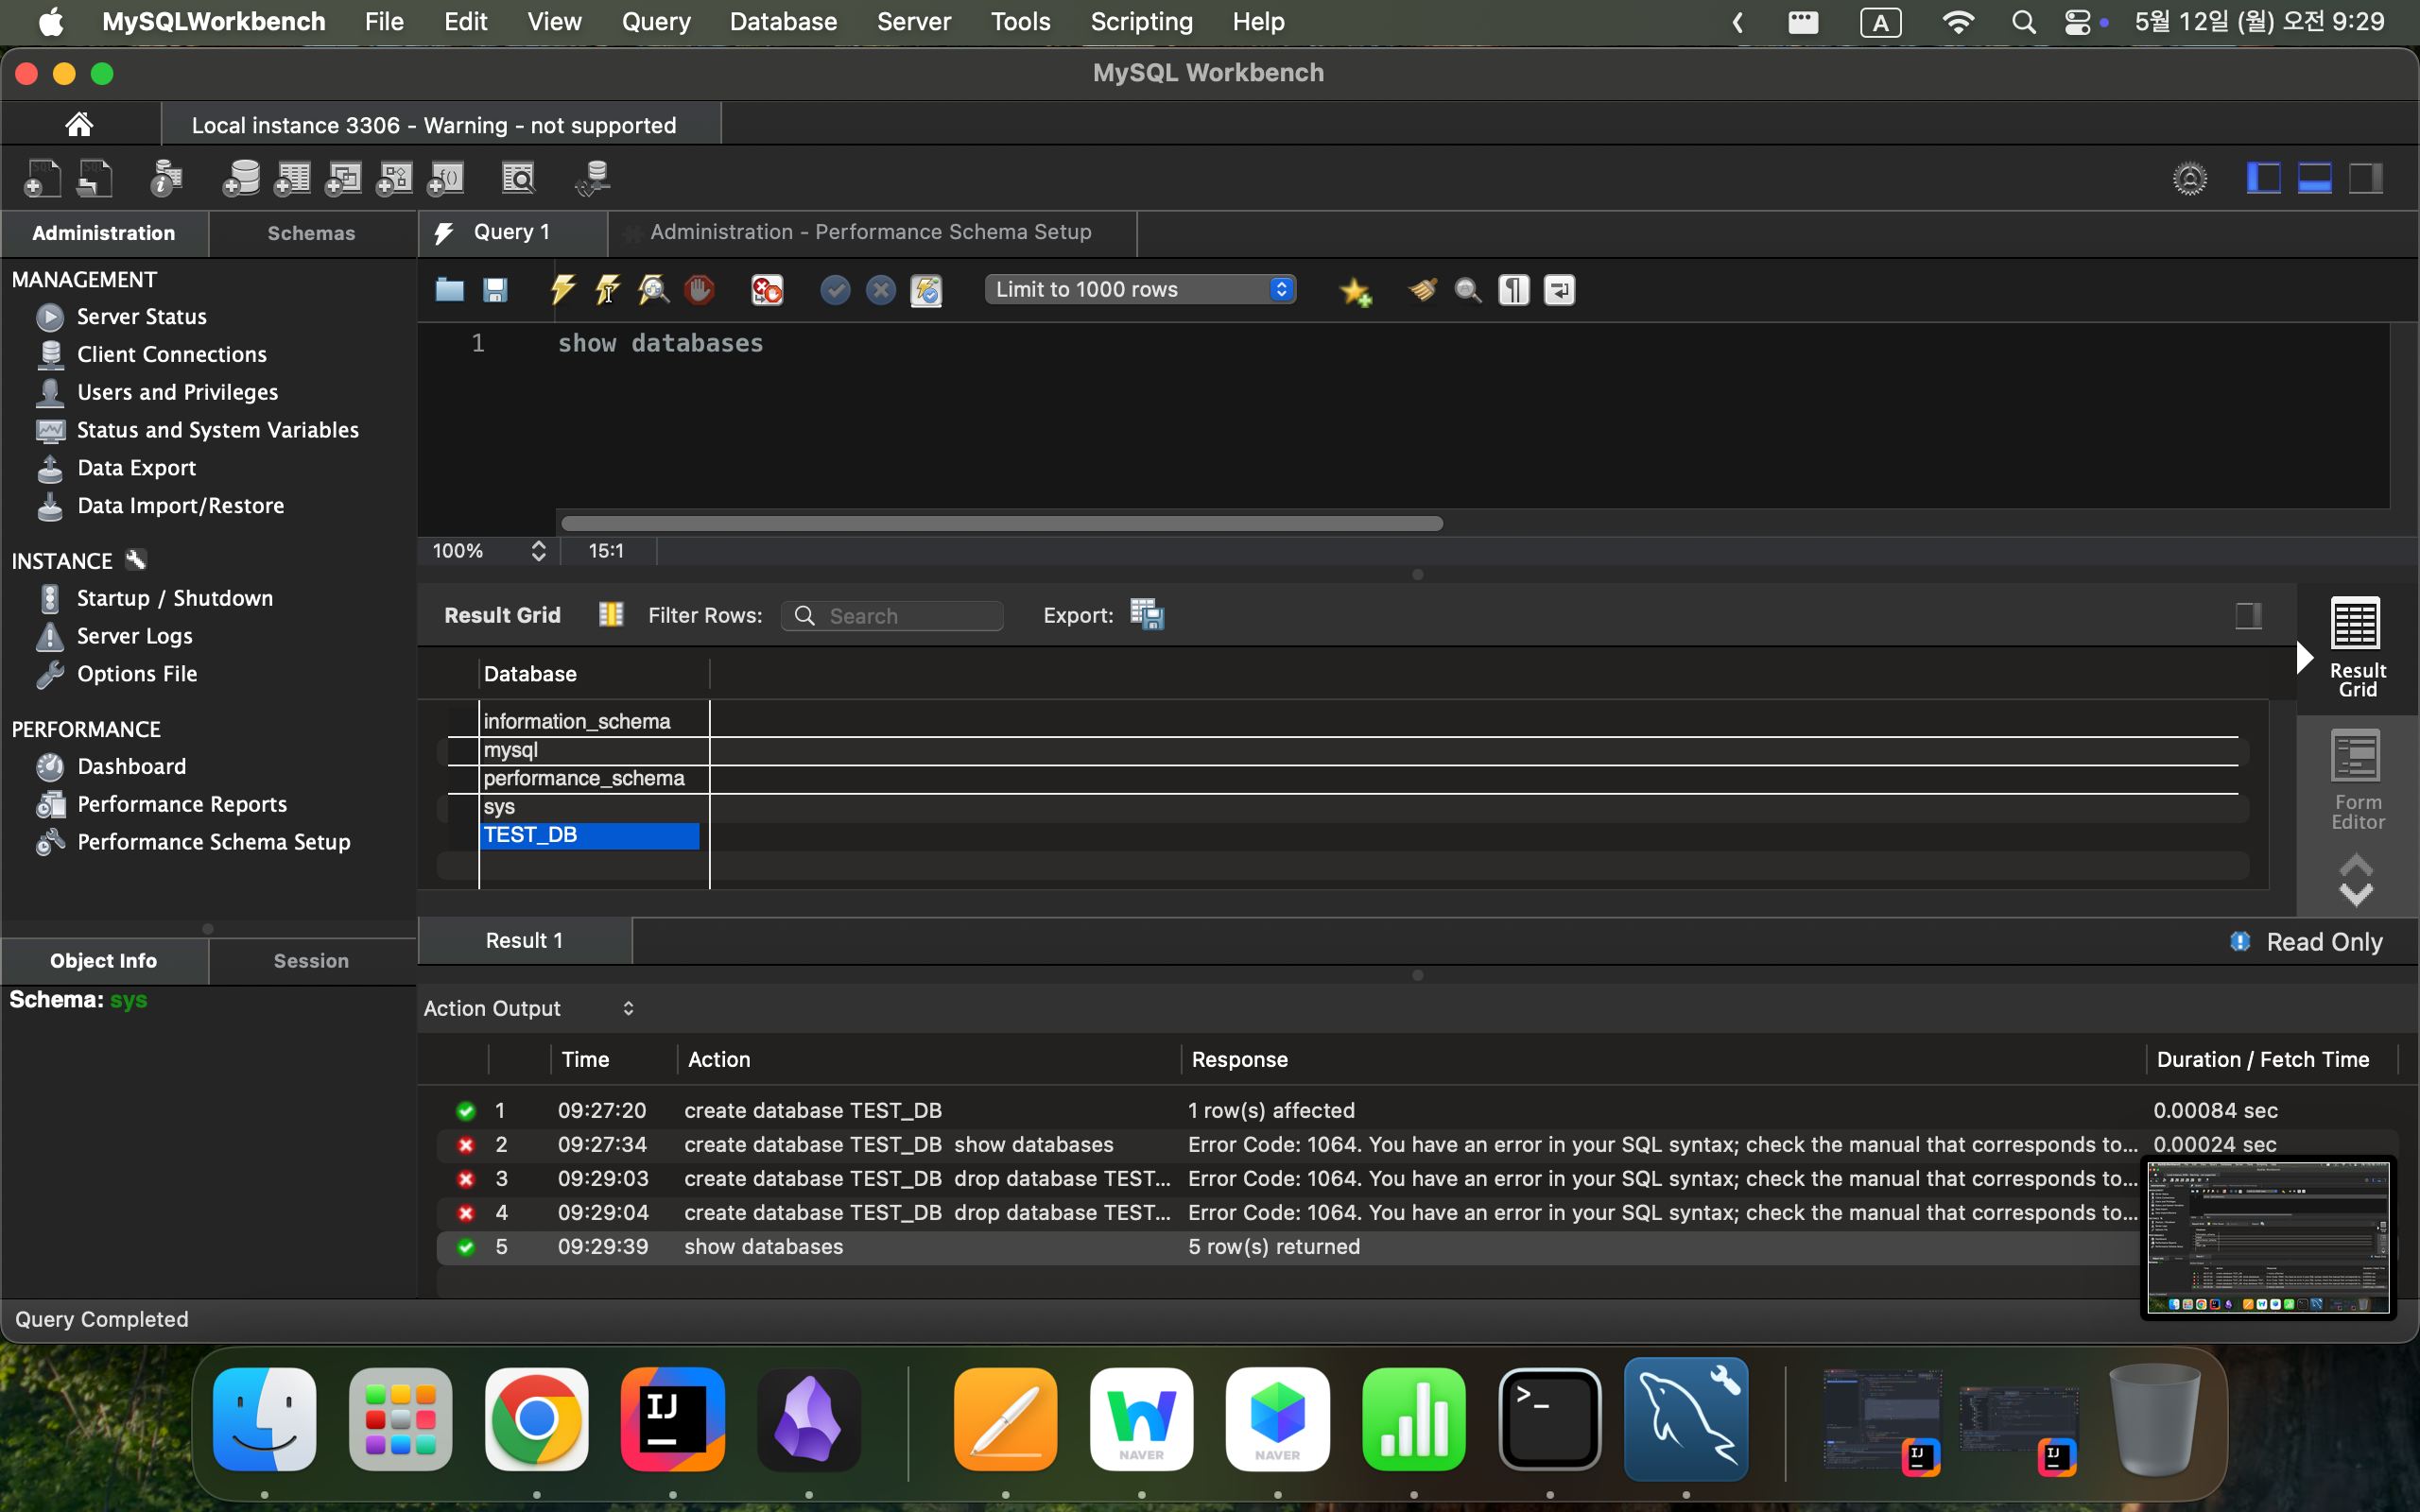 MySQLWorkbench File Edit View Query Database Server Tools Scripting Help A 5월 12일 (월) 오전 9:29
MySQL Workbench
Local instance 3306 - Warning - not supported
Administration Schemas
Query 1 Administration - Performance Schema Setup
MANAGEMENT
Server Status
Client Connections
Users and Privileges
Status and System Variables
Data Export
Data Import/Restore
INSTANCE
Startup / Shutdown
Server Logs
Options File
PERFORMANCE
Dashboard
Performance Reports
Performance Schema Setup
Object Info Session
Schema: sys
Limit to 1000 rows
1 show databases
100% 15:1
Result Grid Filter Rows: Search Export:
Database
information_schema
mysql
performance_schema
sys
TEST_DB
Result
Grid
Form
Editor
Result 1 Read Only
Action Output
Time Action Response Duration / Fetch Time
1 09:27:20 create database TEST_DB 1 row(s) affected 0.00084 sec
2 09:27:34 create database TEST_DB show databases Error Code: 1064. You have an error in your SQL syntax; check the manual that corresponds to... 0.00024 sec
3 09:29:03 create database TEST_DB drop database TEST... Error Code: 1064. You have an error in your SQL syntax; check the manual that corresponds to...
4 09:29:04 create database TEST_DB drop database TEST... Error Code: 1064. You have an error in your SQL syntax; check the manual that corresponds to...
5 09:29:39 show databases 5 row(s) returned
Query Completed
IJ NAVER NAVER >_ IJ IJ